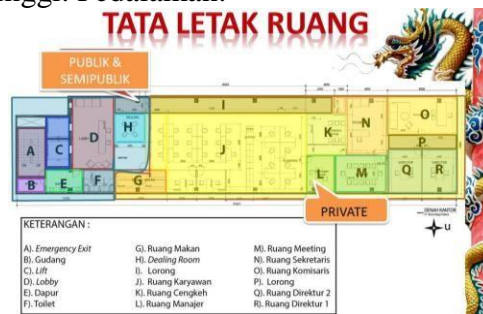 TATA LETAK RUANG
PUBLIK &
SEMIPUBLIK
A
B
C
D
E
F
G
H
I
J
K
L
M
N
O
P
Q
R
PRIVATE
DENAH KANTOR
u
KETERANGAN :
A). Emergency Exit
B). Gudang
C). Lift
D). Lobby
E). Dapur
F). Toilet
G). Ruang Makan
H). Dealing Room
I). Lorong
J). Ruang Karyawan
K). Ruang Cengkeh
L). Ruang Manajer
M). Ruang Meeting
N). Ruang Sekretaris
O). Ruang Komisaris
P). Lorong
Q). Ruang Direktur 2
R). Ruang Direktur 1